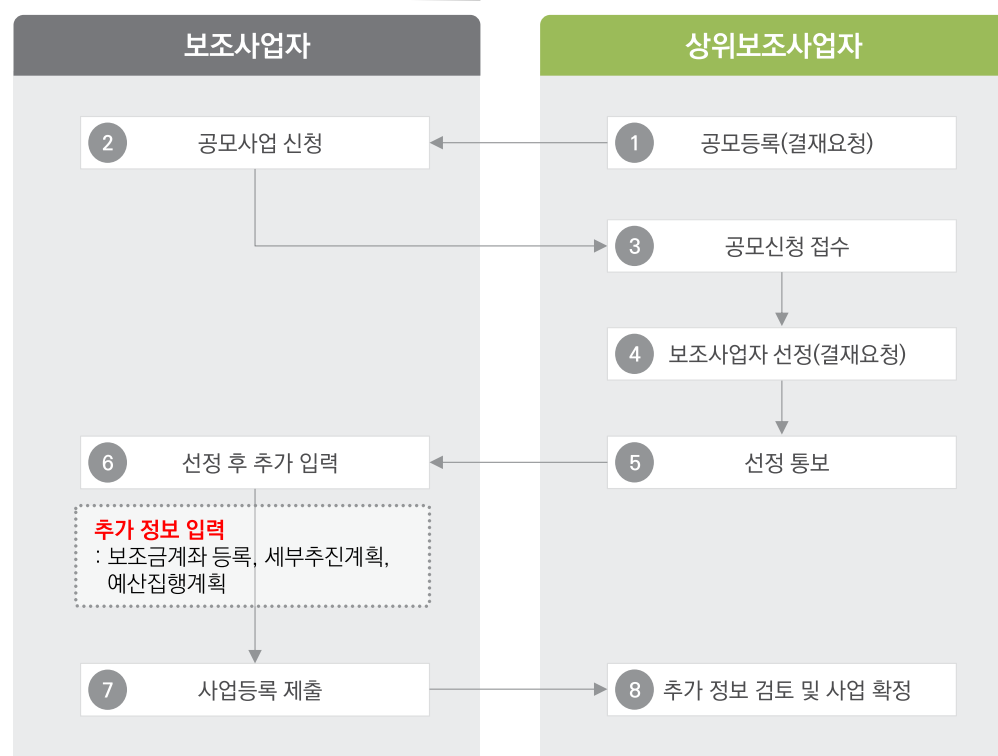 보조사업자
상위보조사업자
2 공모사업 신청
1 공모등록(결재요청)
3 공모신청 접수
4 보조사업자 선정(결재요청)
6 선정 후 추가 입력
5 선정 통보
추가 정보 입력
: 보조금계좌 등록, 세부추진계획,
예산집행계획
7 사업등록 제출
8 추가 정보 검토 및 사업 확정